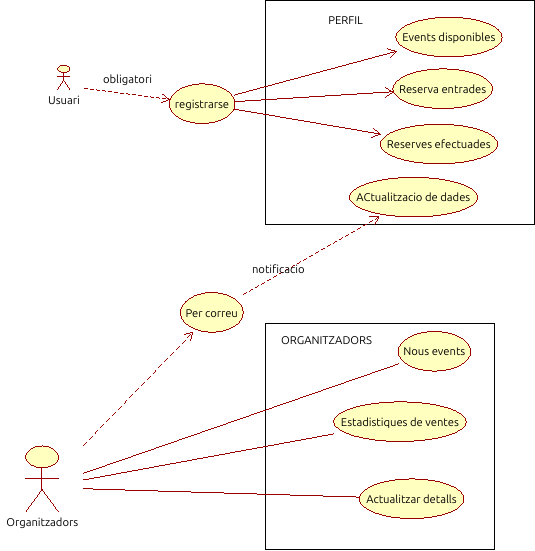 PERFIL
Events disponibles
obligatori
Reserva entrades
Usuari
registrarse
Reserves efectuades
ACtualitzacio de dades
notificacio
Per correu
ORGANITZADORS
Nous events
Estadistiques de ventes
Actualitzar detalls
Organitzadors